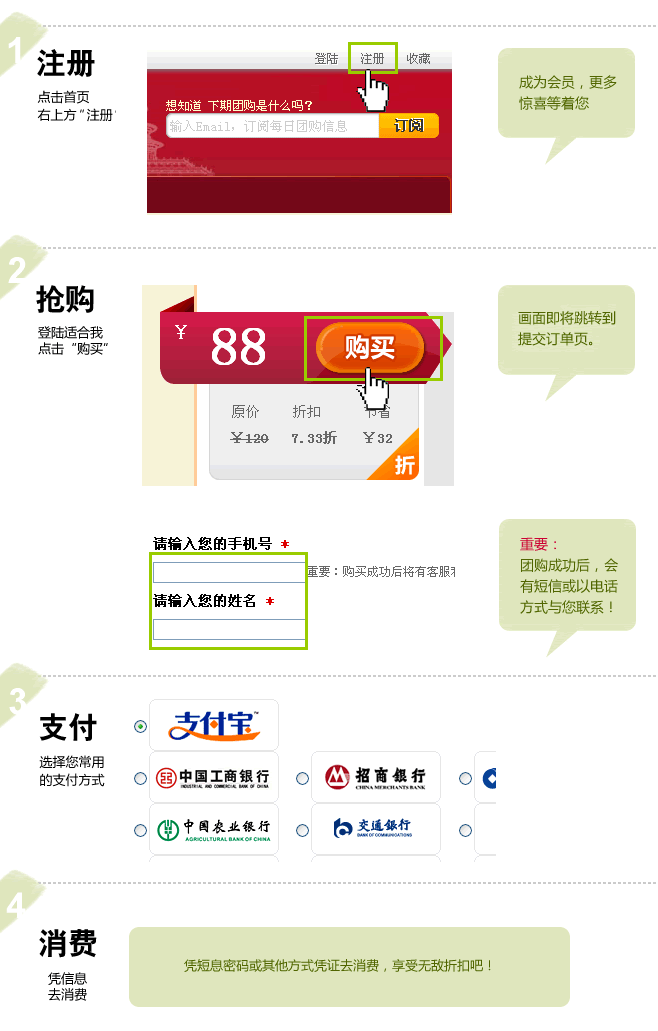 1
注册
点击首页
右上方“注册
登陆 注册 收藏
想知道 下期团购是什么吗?
输入Email,订阅每日团购信息 订阅
成为会员,更多
惊喜等着您
2
抢购
登陆适合我
点击“购买”
¥ 88 购买
原价 折扣 节省
¥120 7.33折 ¥32
折
画面即将跳转到
提交订单页。
请输入您的手机号 *
重要:购买成功后将有客服
请输入您的姓名 *
重要:
团购成功后,会
有短信或以电话
方式与您联系!
3
支付
选择您常用
的支付方式
支付宝™
中国工商银行
INDUSTRIAL AND COMMERCIAL BANK OF CHINA
招商银行
CHINA MERCHANTS BANK
中国农业银行
AGRICULTURAL BANK OF CHINA
交通银行
BANK OF COMMUNICATIONS
4
消费
凭信息
去消费
凭短息密码或其他方式凭证去消费,享受无敌折扣吧!